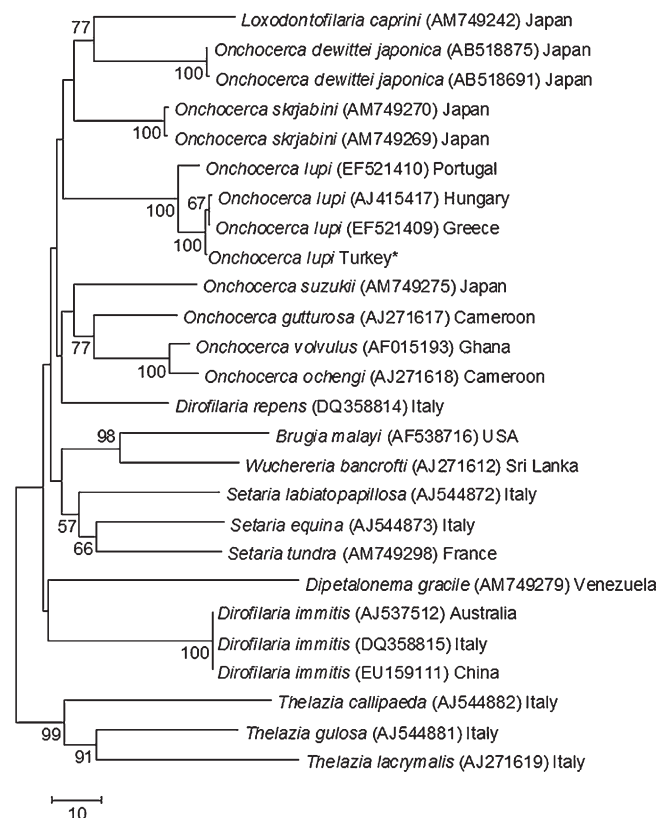 77
Loxodontofilaria caprini (AM749242) Japan
Onchocerca dewittei japonica (AB518875) Japan
100
Onchocerca dewittei japonica (AB518691) Japan
Onchocerca skrjabini (AM749270) Japan
100
Onchocerca skrjabini (AM749269) Japan
Onchocerca lupi (EF521410) Portugal
100
67
Onchocerca lupi (AJ415417) Hungary
Onchocerca lupi (EF521409) Greece
100
Onchocerca lupi Turkey*
Onchocerca suzukii (AM749275) Japan
Onchocerca gutturosa (AJ271617) Cameroon
77
Onchocerca volvulus (AF015193) Ghana
100
Onchocerca ochengi (AJ271618) Cameroon
Dirofilaria repens (DQ358814) Italy
98
Brugia malayi (AF538716) USA
Wuchereria bancrofti (AJ271612) Sri Lanka
Setaria labiatopapillosa (AJ544872) Italy
57
Setaria equina (AJ544873) Italy
66
Setaria tundra (AM749298) France
Dipetalonema gracile (AM749279) Venezuela
Dirofilaria immitis (AJ537512) Australia
Dirofilaria immitis (DQ358815) Italy
100
Dirofilaria immitis (EU159111) China
Thelazia callipaeda (AJ544882) Italy
99
Thelazia gulosa (AJ544881) Italy
91
Thelazia lacrymalis (AJ271619) Italy
10